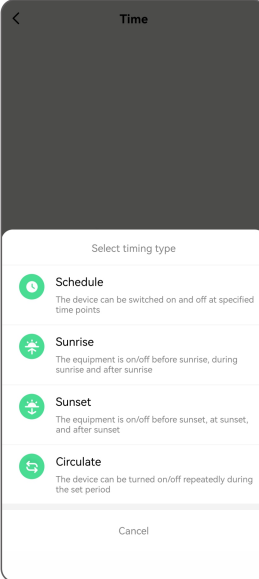 Time
Select timing type
Schedule
The device can be switched on and off at specified
time points
Sunrise
The equipment is on/off before sunrise, during
sunrise and after sunrise
Sunset
The equipment is on/off before sunset, at sunset,
and after sunset
Circulate
The device can be turned on/off repeatedly during
the set period
Cancel